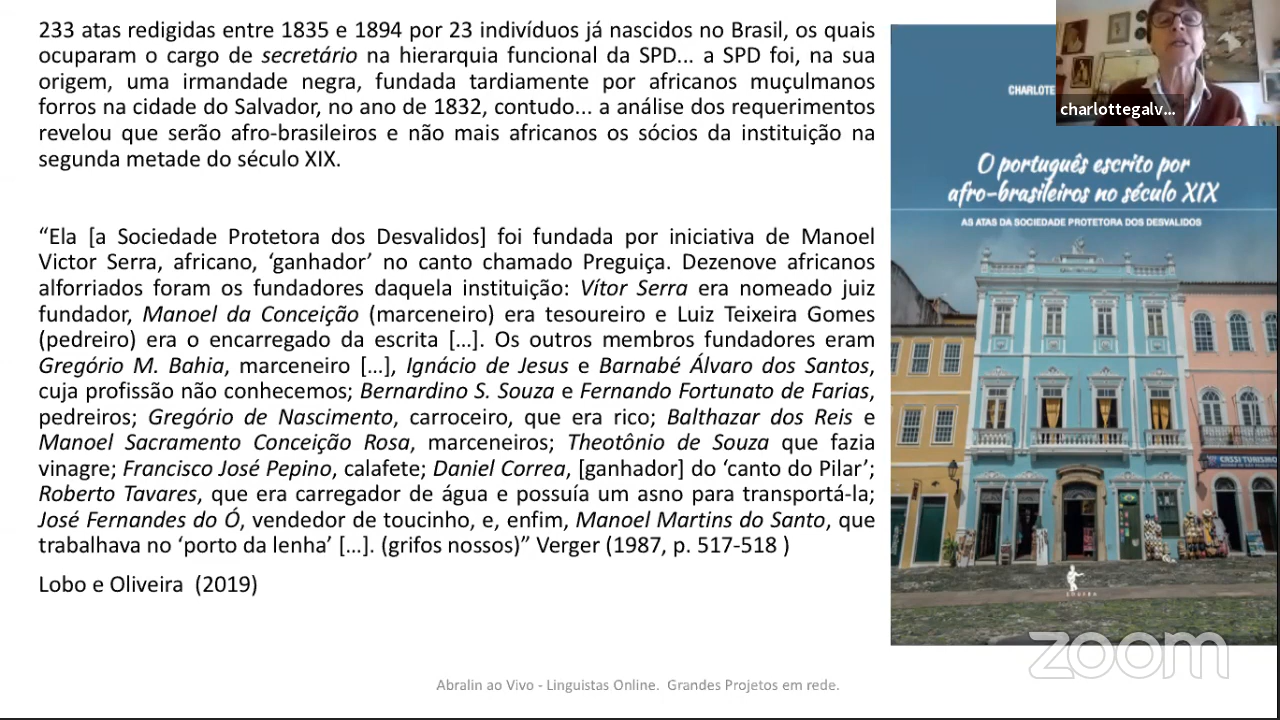 233 atas redigidas entre 1835 e 1894 por 23 indivíduos já nascidos no Brasil, os quais
ocuparam o cargo de secretário na hierarquia funcional da SPD... a SPD foi, na sua
origem, uma irmandade negra, fundada tardiamente por africanos muçulmanos
forros na cidade do Salvador, no ano de 1832, contudo... a análise dos requerimentos
revelou que serão afro-brasileiros e não mais africanos os sócios da instituição na
segunda metade do século XIX.
“Ela [a Sociedade Protetora dos Desvalidos] foi fundada por iniciativa de Manoel
Victor Serra, africano, ‘ganhador’ no canto chamado Preguiça. Dezenove africanos
alforriados foram os fundadores daquela instituição: Vítor Serra era nomeado juiz
fundador, Manoel da Conceição (marceneiro) era tesoureiro e Luiz Teixeira Gomes
(pedreiro) era o encarregado da escrita [...]. Os outros membros fundadores eram
Gregório M. Bahia, marceneiro [...], Ignácio de Jesus e Barnabé Álvaro dos Santos,
cuja profissão não conhecemos; Bernardino S. Souza e Fernando Fortunato de Farias,
pedreiros; Gregório de Nascimento, carroceiro, que era rico; Balthazar dos Reis e
Manoel Sacramento Conceição Rosa, marceneiros; Theotônio de Souza que fazia
vinagre; Francisco José Pepino, calafete; Daniel Correa, [ganhador] do ‘canto do Pilar’;
Roberto Tavares, que era carregador de água e possuía um asno para transportá-la;
José Fernandes do Ó, vendedor de toucinho, e, enfim, Manoel Martins do Santo, que
trabalhava no ‘porto da lenha’ [...]. (grifos nossos)” Verger (1987, p. 517-518 )
Lobo e Oliveira (2019)
Abralin ao Vivo - Linguistas Online. Grandes Projetos em rede.
CHARLOTTE
charlottegalv...
O português escrito por
afro-brasileiros no século XIX
AS ATAS DA SOCIEDADE PROTETORA DOS DESVALIDOS
CASSI TURISMO
EDUFBA
zoom